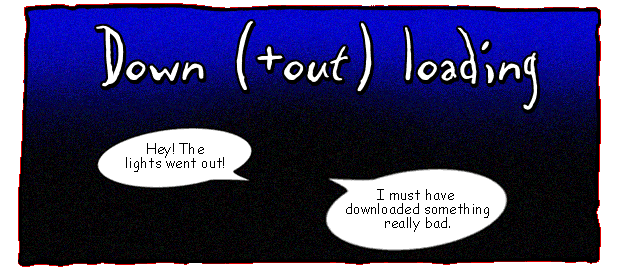 Down (+out) loading
Hey! The
lights went out!
I must have
downloaded something
really bad.